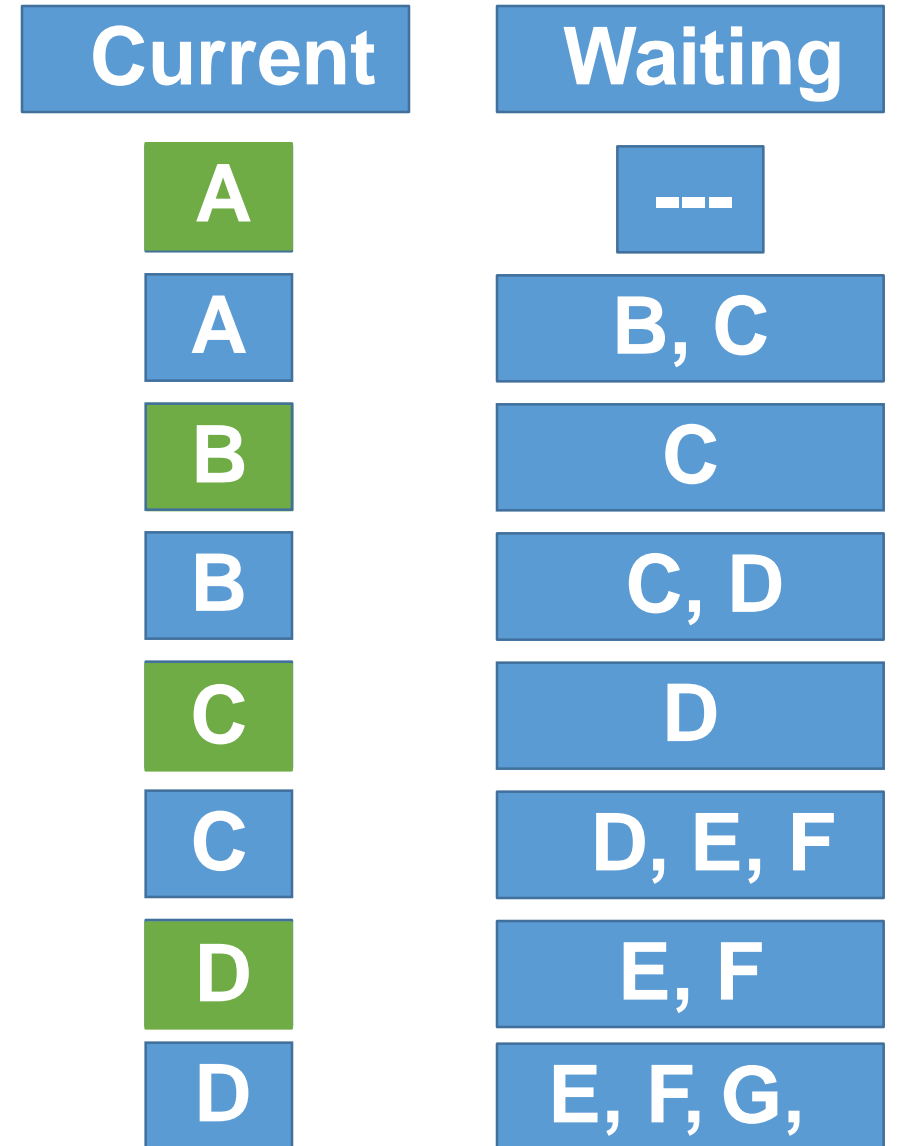 Current Waiting
A ---
A B, C
B C
B C, D
C D
C D, E, F
D E, F
D E, F, G,